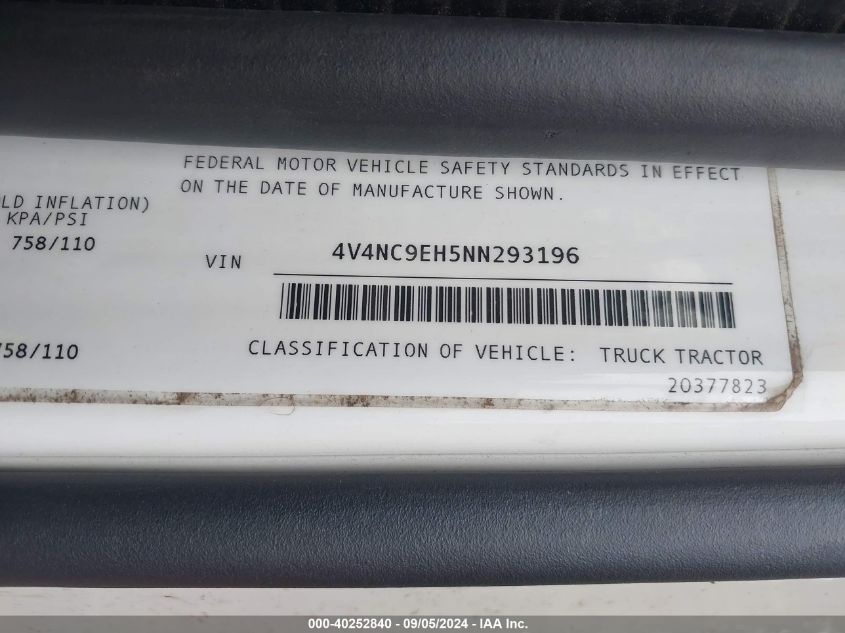 FEDERAL MOTOR VEHICLE SAFETY STANDARDS IN EFFECT
ON THE DATE OF MANUFACTURE SHOWN.
LD INFLATION)
KPA/PSI
758/110
VIN 4V4NC9EH5NN293196
758/110
CLASSIFICATION OF VEHICLE: TRUCK TRACTOR
20377823
000-40252840 - 09/05/2024 - IAA Inc.